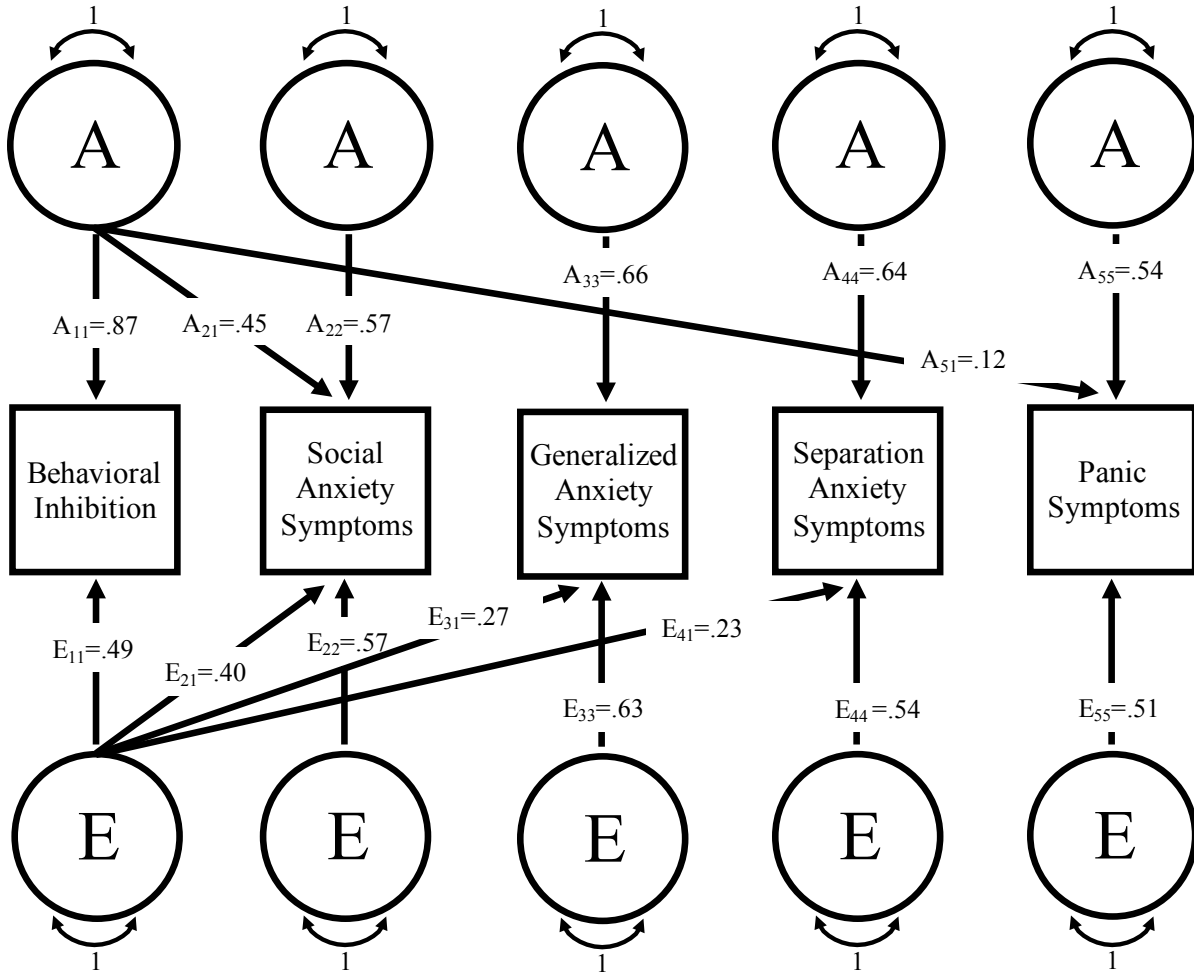 1 1 1 1 1
A A A A A
A₃₃=.66 A₄₄=.64 A₅₅=.54
A₁₁=.87 A₂₁=.45 A₂₂=.57
A₅₁=.12
Behavioral
Inhibition
Social
Anxiety
Symptoms
Generalized
Anxiety
Symptoms
Separation
Anxiety
Symptoms
Panic
Symptoms
E₃₁=.27 E₄₁=.23
E₁₁=.49 E₂₁=.40 E₂₂=.57
E₃₃=.63 E₄₄=.54 E₅₅=.51
E E E E E
1 1 1 1 1